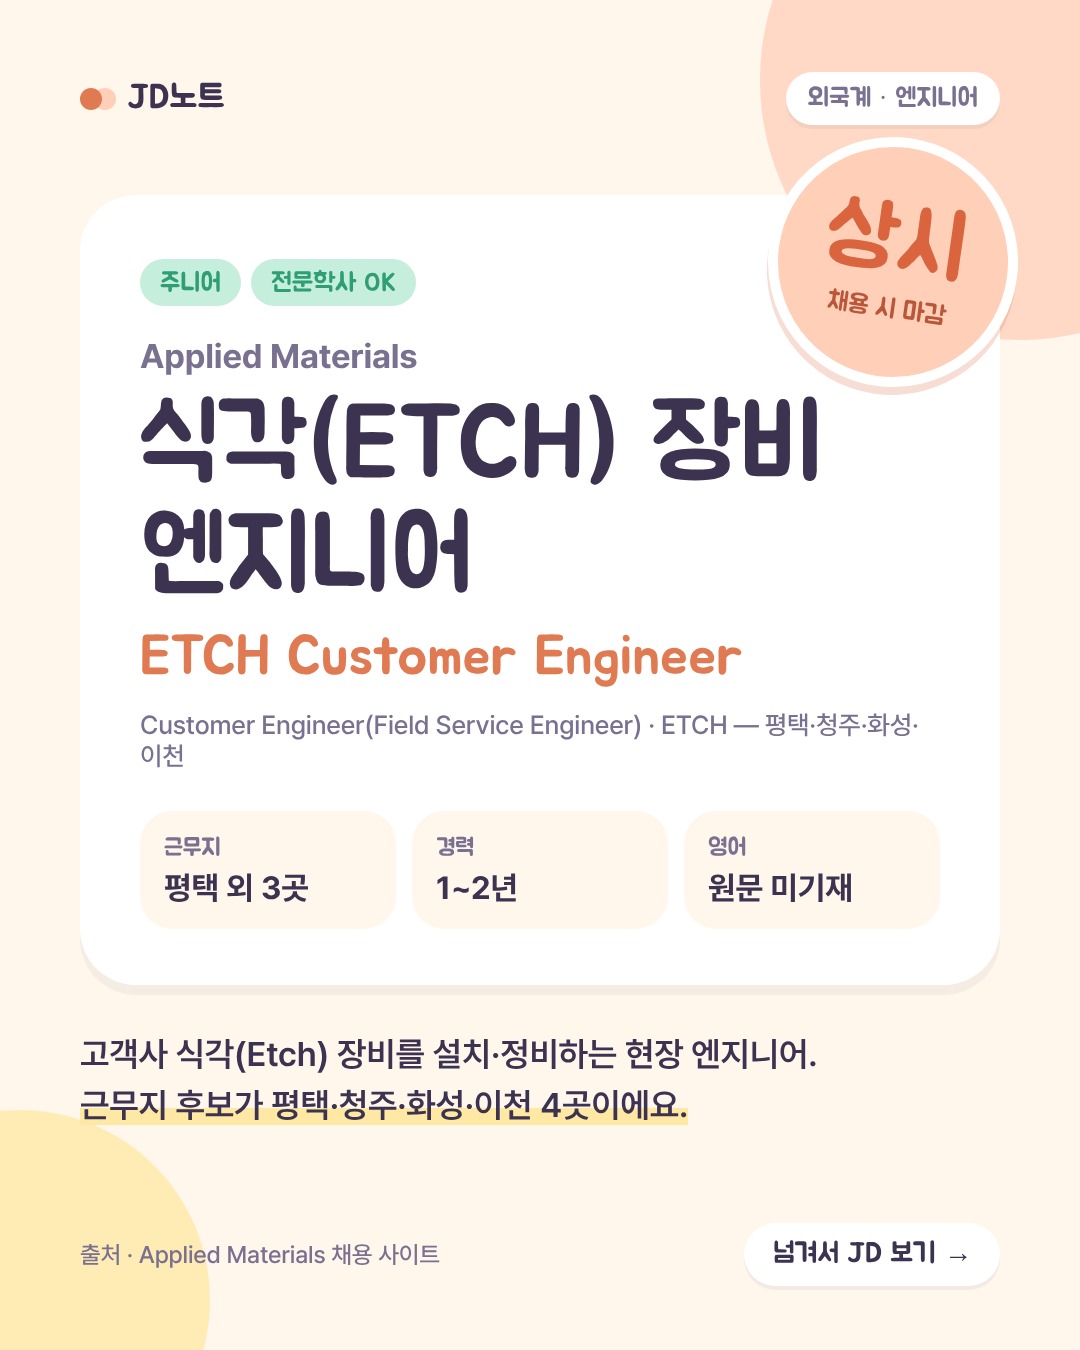 JD노트
외국계 · 엔지니어
상시
채용 시 마감
주니어
전문학사 OK
Applied Materials
식각(ETCH) 장비
엔지니어
ETCH Customer Engineer
Customer Engineer(Field Service Engineer) · ETCH — 평택·청주·화성·
이천
근무지
평택 외 3곳
경력
1~2년
영어
원문 미기재
고객사 식각(Etch) 장비를 설치·정비하는 현장 엔지니어.
근무지 후보가 평택·청주·화성·이천 4곳이에요.
출처 · Applied Materials 채용 사이트
넘겨서 JD 보기 →